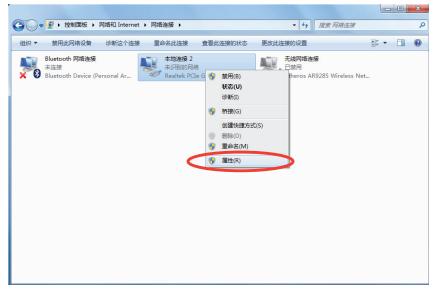 控制面板 ▸ 网络和 Internet ▸ 网络连接 ▸
搜索 网络连接
组织 ▾ 禁用此网络设备 诊断这个连接 重命名此连接 查看此连接的状态 更改此连接的设置
Bluetooth 网络连接
未连接
Bluetooth Device (Personal Ar...
本地连接 2
未识别的网络
Realtek PCIe G
无线网络连接
已禁用
theros AR9285 Wireless Net...
禁用(B)
状态(U)
诊断(I)
桥接(G)
创建快捷方式(S)
删除(D)
重命名(M)
属性(R)